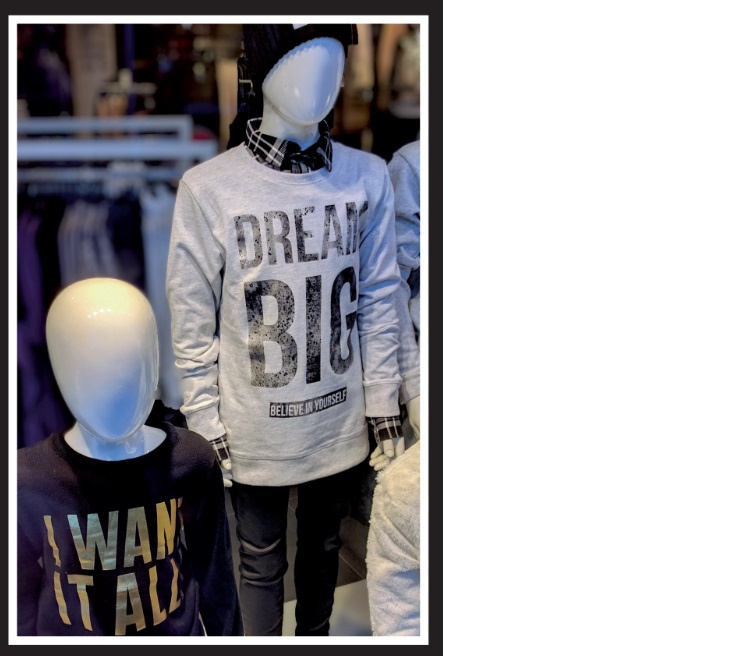 DREAM
BIG
BELIEVE IN YOURSELF
I WANT
IT ALL